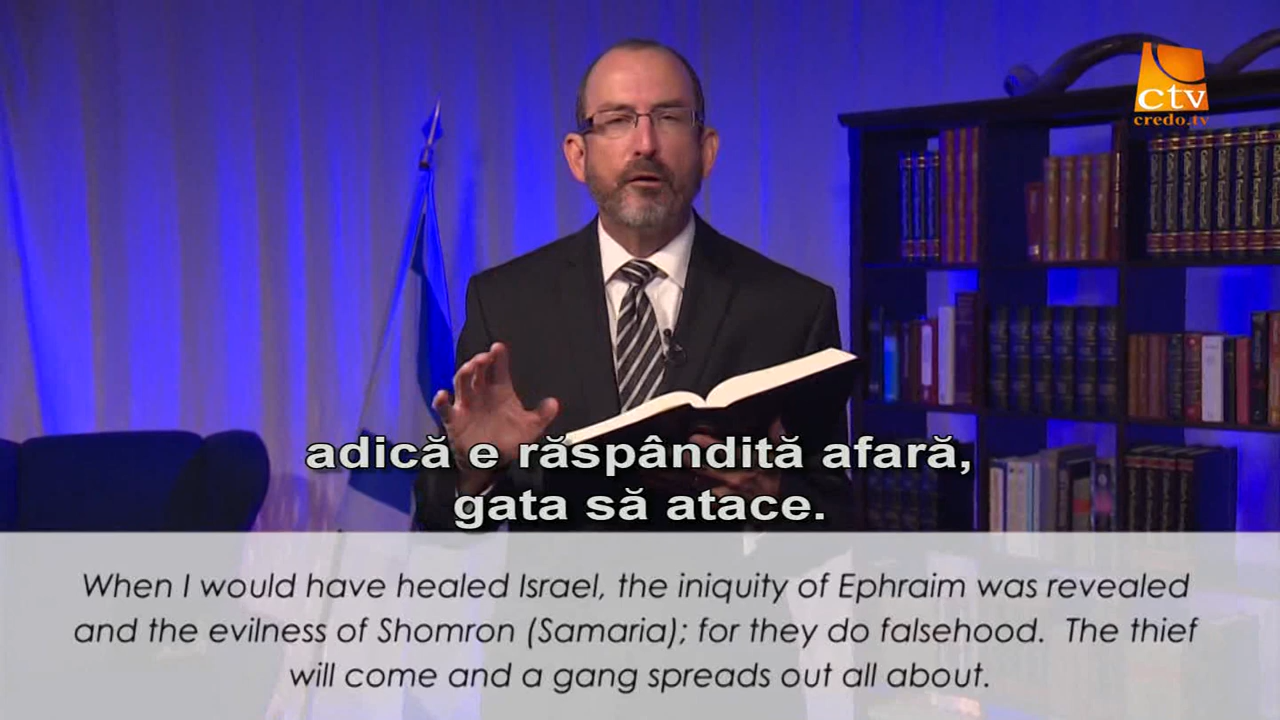 ctv
credo.tv
adică e răspândită afară,
gata să atace.
When I would have healed Israel, the iniquity of Ephraim was revealed
and the evilness of Shomron (Samaria); for they do falsehood.  The thief
will come and a gang spreads out all about.